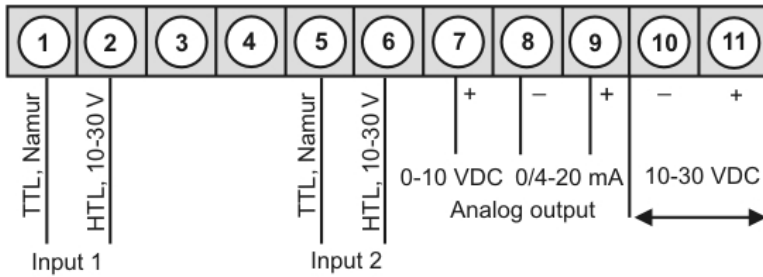 1 2 3 4 5 6 7 8 9 10 11
+ – + – +
TTL, Namur
HTL, 10-30 V
TTL, Namur
HTL, 10-30 V
0-10 VDC 0/4-20 mA 10-30 VDC
Analog output
Input 1 Input 2